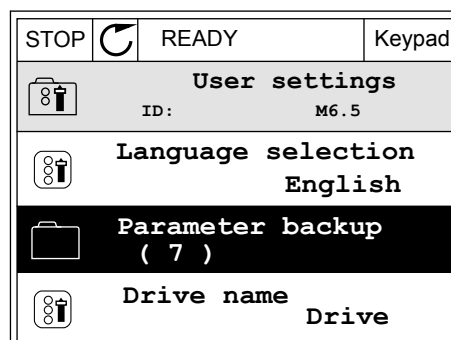 STOP READY Keypad
User settings
ID: M6.5
Language selection
English
Parameter backup
( 7 )
Drive name
Drive